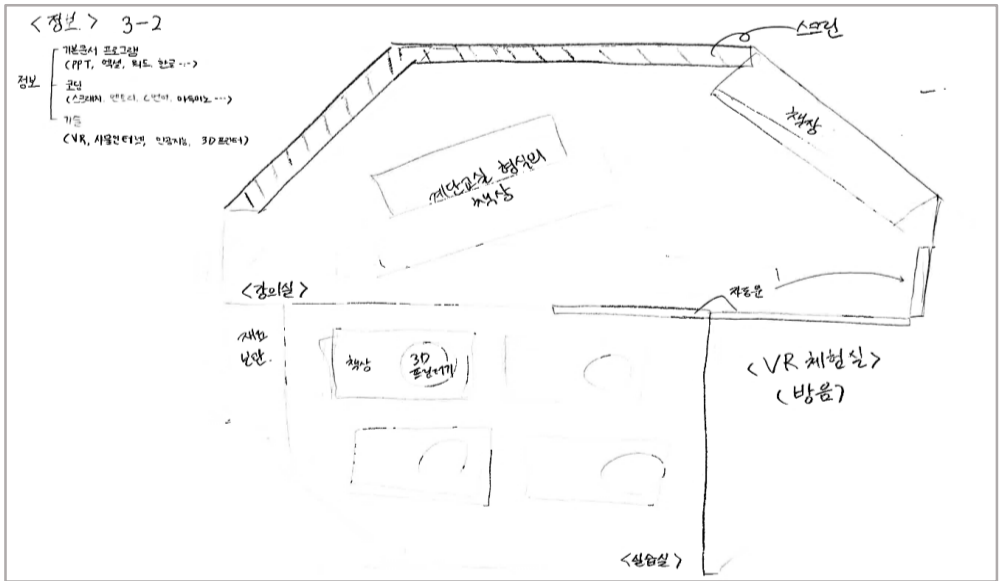 <정보> 3-2
정보
기본문서 프로그램
(PPT, 엑셀, 워드, 한글 ...)
코딩
(스크래치, 엔트리, C언어, 아두이노 ...)
기술
(VR, 사물인터넷, 인공지능, 3D프린터)
스크린
책장
계단교실 형식의
책상
<강의실>
자동문
재료
보관
책상
3D
프린터기
<VR 체험실>
(방음)
<실습실>